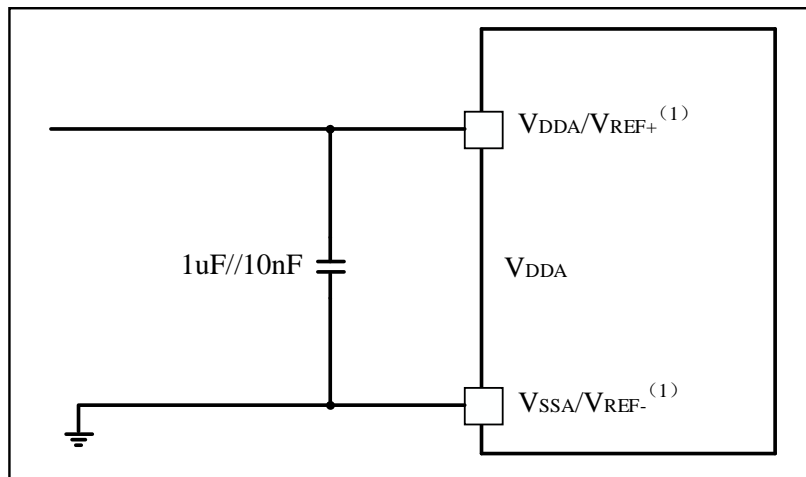 VDDA/VREF+（1）
1uF//10nF
VDDA
VSSA/VREF-（1）